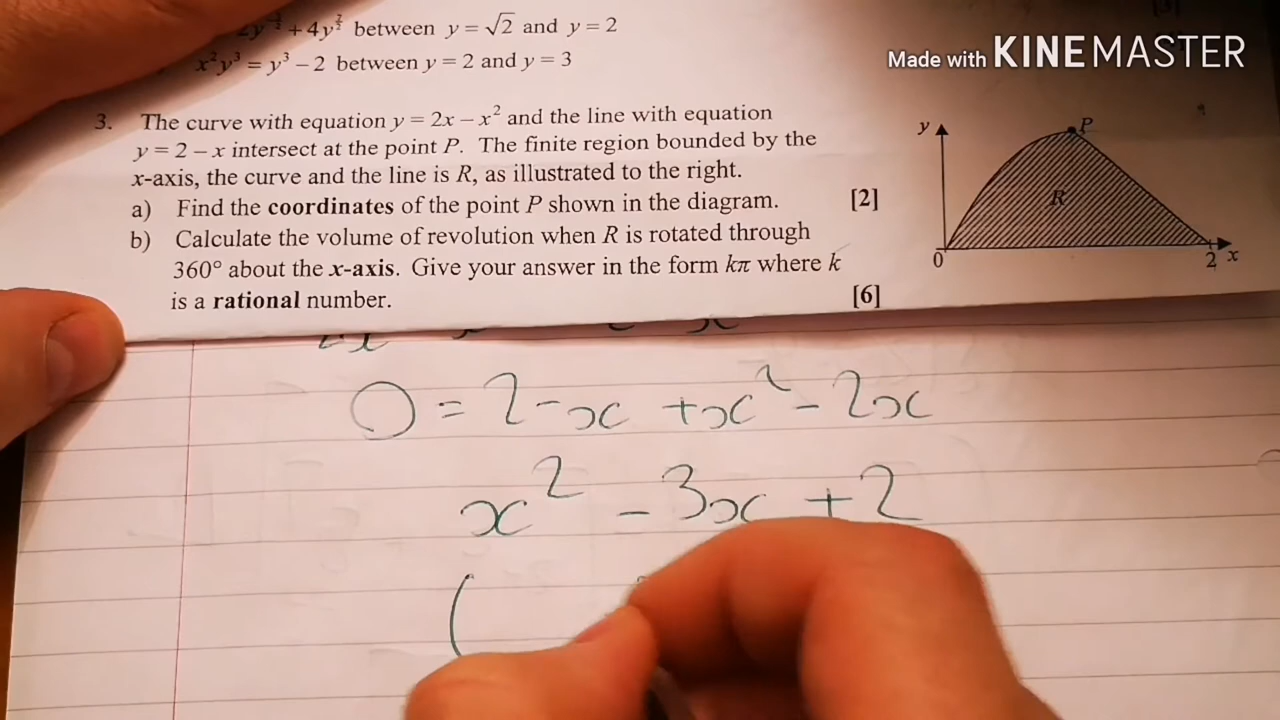 + 4y^{\frac{7}{2}} between y = √2 and y = 2
x²y³ = y³ – 2 between y = 2 and y = 3
Made with KINEMASTER
3. The curve with equation y = 2x – x² and the line with equation
y = 2 – x intersect at the point P. The finite region bounded by the
x-axis, the curve and the line is R, as illustrated to the right.
a) Find the coordinates of the point P shown in the diagram. [2]
b) Calculate the volume of revolution when R is rotated through
360° about the x-axis. Give your answer in the form kπ where k
is a rational number. [6]
y P
R
0 2 x
0 = 2 - x + x² - 2x
x² - 3x + 2
(